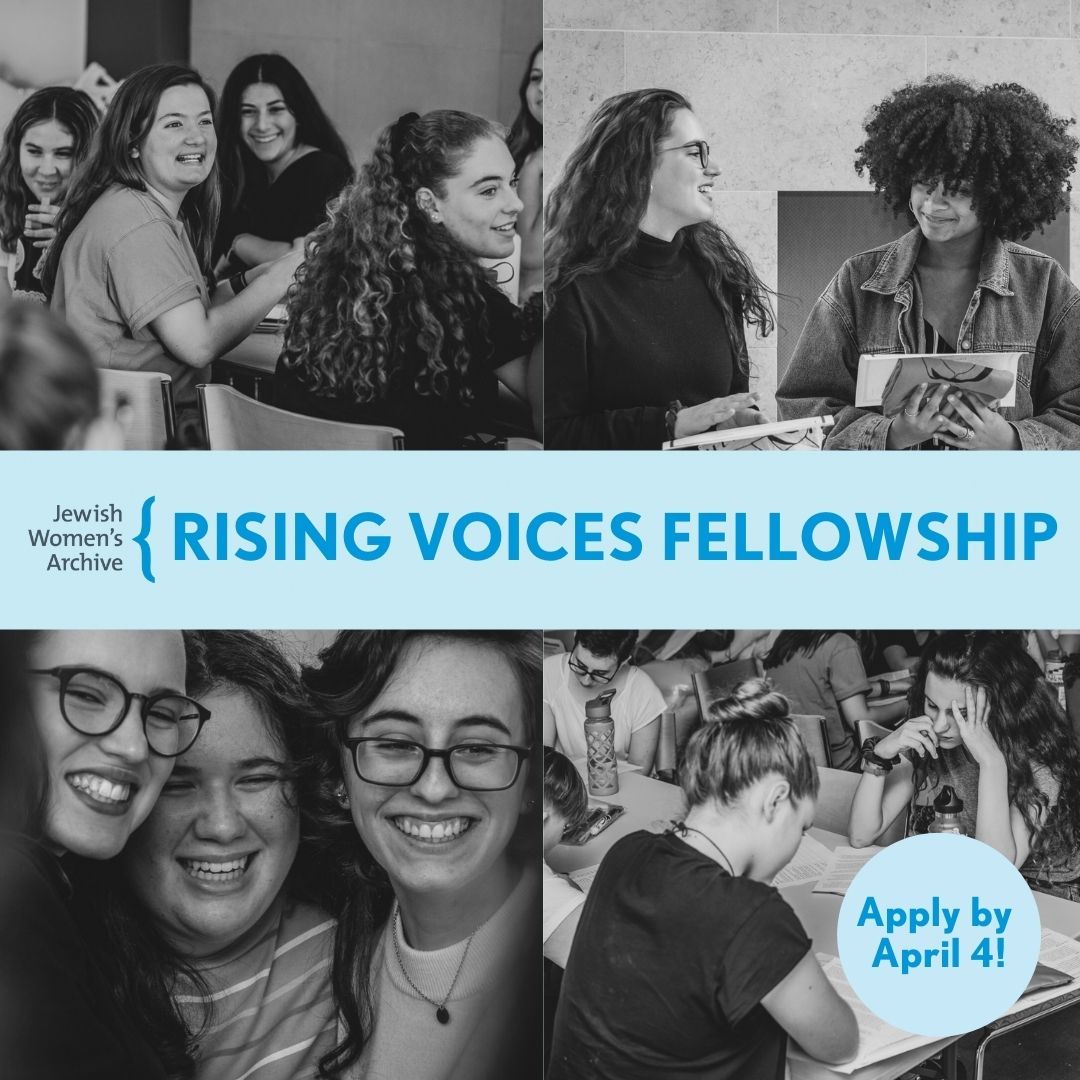 Jewish
Women's
Archive
{ RISING VOICES FELLOWSHIP
Apply by
April 4!